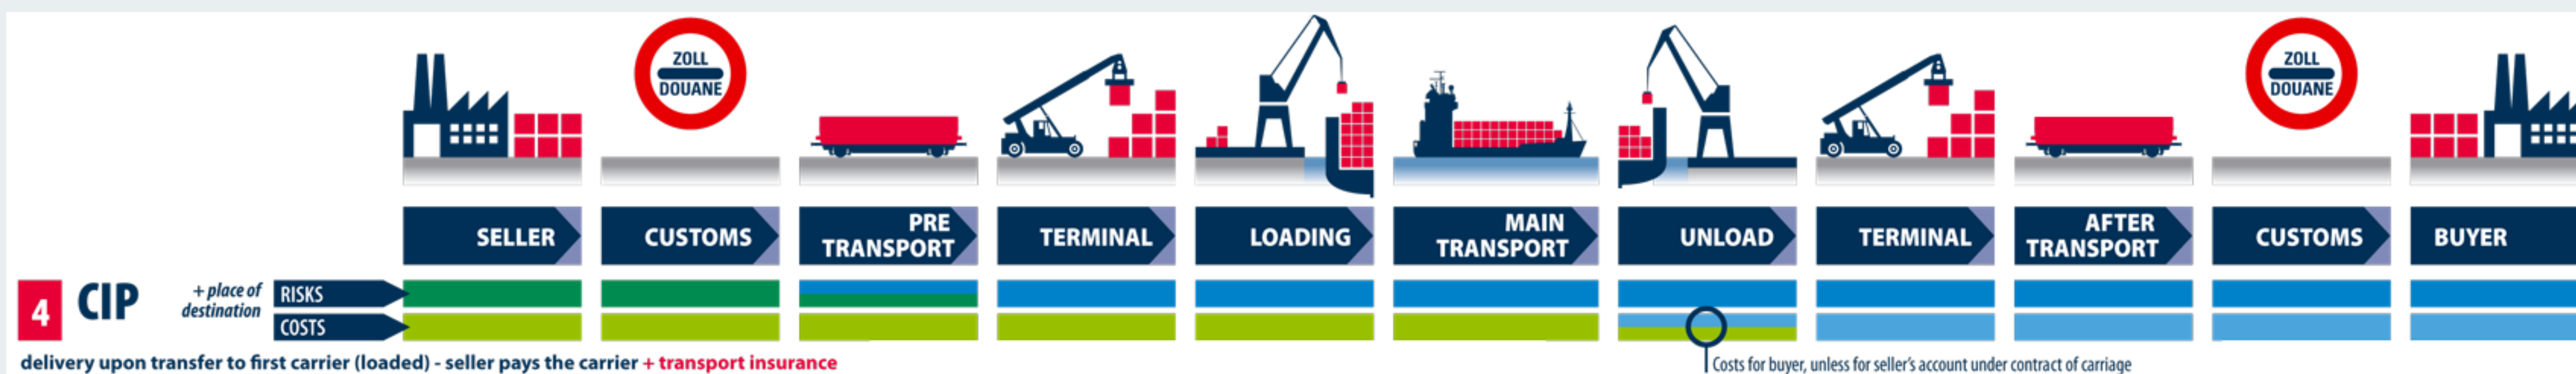 ZOLL
DOUANE
ZOLL
DOUANE
SELLER
CUSTOMS
PRE
TRANSPORT
TERMINAL
LOADING
MAIN
TRANSPORT
UNLOAD
TERMINAL
AFTER
TRANSPORT
CUSTOMS
BUYER
4 CIP
+ place of
destination
RISKS
COSTS
delivery upon transfer to first carrier (loaded) - seller pays the carrier + transport insurance
Costs for buyer, unless for seller's account under contract of carriage